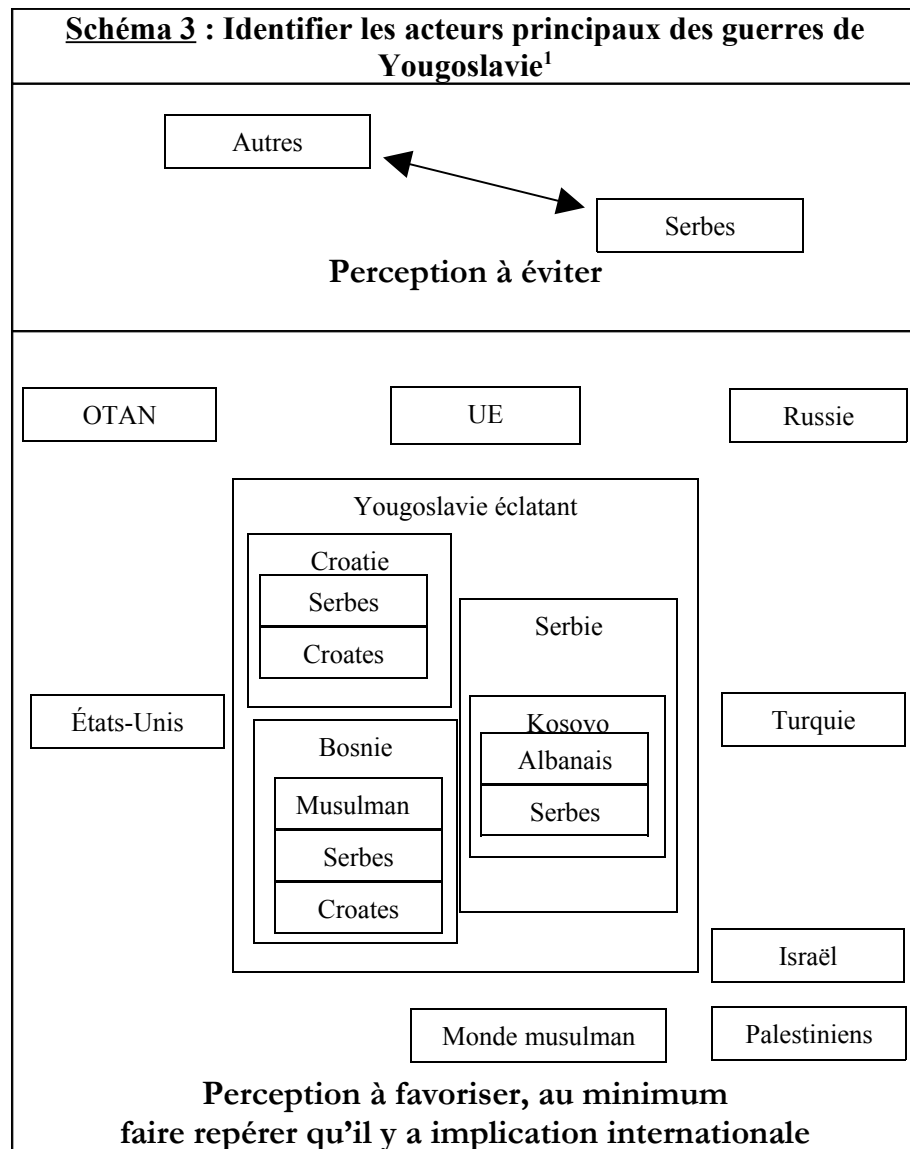 Schéma 3 : Identifier les acteurs principaux des guerres de
Yougoslavie1
Autres
Serbes
Perception à éviter
OTAN
UE
Russie
Yougoslavie éclatant
Croatie
Serbes
Croates
Serbie
États-Unis
Kosovo
Albanais
Serbes
Turquie
Bosnie
Musulman
Serbes
Croates
Israël
Monde musulman
Palestiniens
Perception à favoriser, au minimum
faire repérer qu'il y a implication internationale